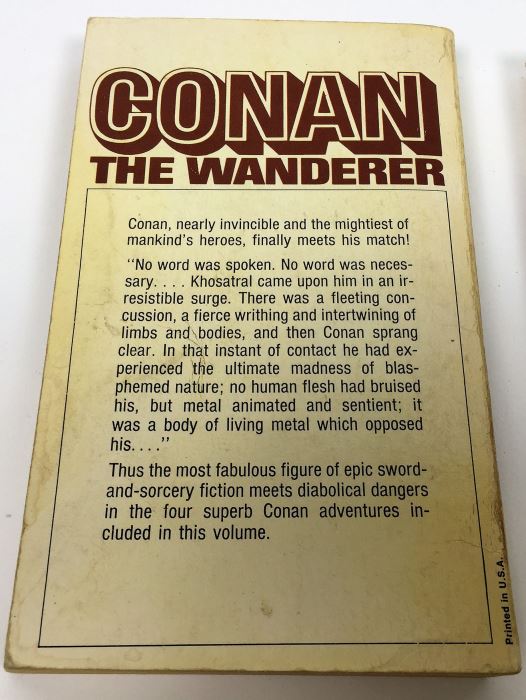 CONAN
THE WANDERER
Conan, nearly invincible and the mightiest of
mankind's heroes, finally meets his match!
"No word was spoken. No word was neces-
sary. . . . Khosatral came upon him in an ir-
resistible surge. There was a fleeting con-
cussion, a fierce writhing and intertwining of
limbs and bodies, and then Conan sprang
clear. In that instant of contact he had ex-
perienced the ultimate madness of blas-
phemed nature; no human flesh had bruised
his, but metal animated and sentient; it
was a body of living metal which opposed
his. . . ."
Thus the most fabulous figure of epic sword-
and-sorcery fiction meets diabolical dangers
in the four superb Conan adventures in-
cluded in this volume.
Printed in U.S.A.